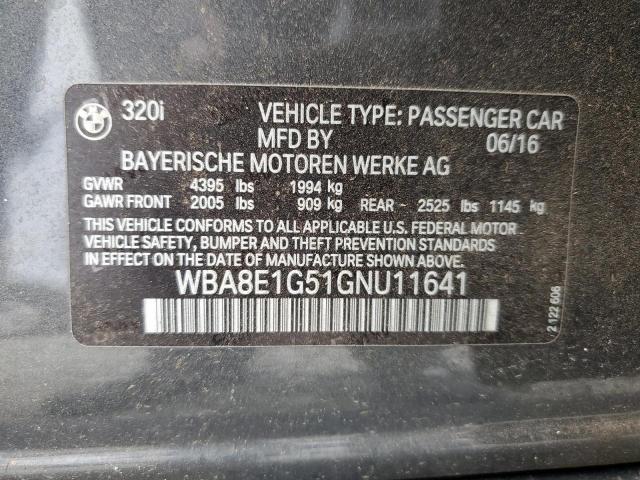 BMW
320i VEHICLE TYPE: PASSENGER CAR
MFD BY 06/16
BAYERISCHE MOTOREN WERKE AG
GVWR 4395 lbs 1994 kg
GAWR FRONT 2005 lbs 909 kg REAR - 2525 lbs 1145 kg
THIS VEHICLE CONFORMS TO ALL APPLICABLE U.S. FEDERAL MOTOR
VEHICLE SAFETY, BUMPER AND THEFT PREVENTION STANDARDS
IN EFFECT ON THE DATE OF MANUFACTURE SHOWN ABOVE.
WBA8E1G51GNU11641
2 122 606